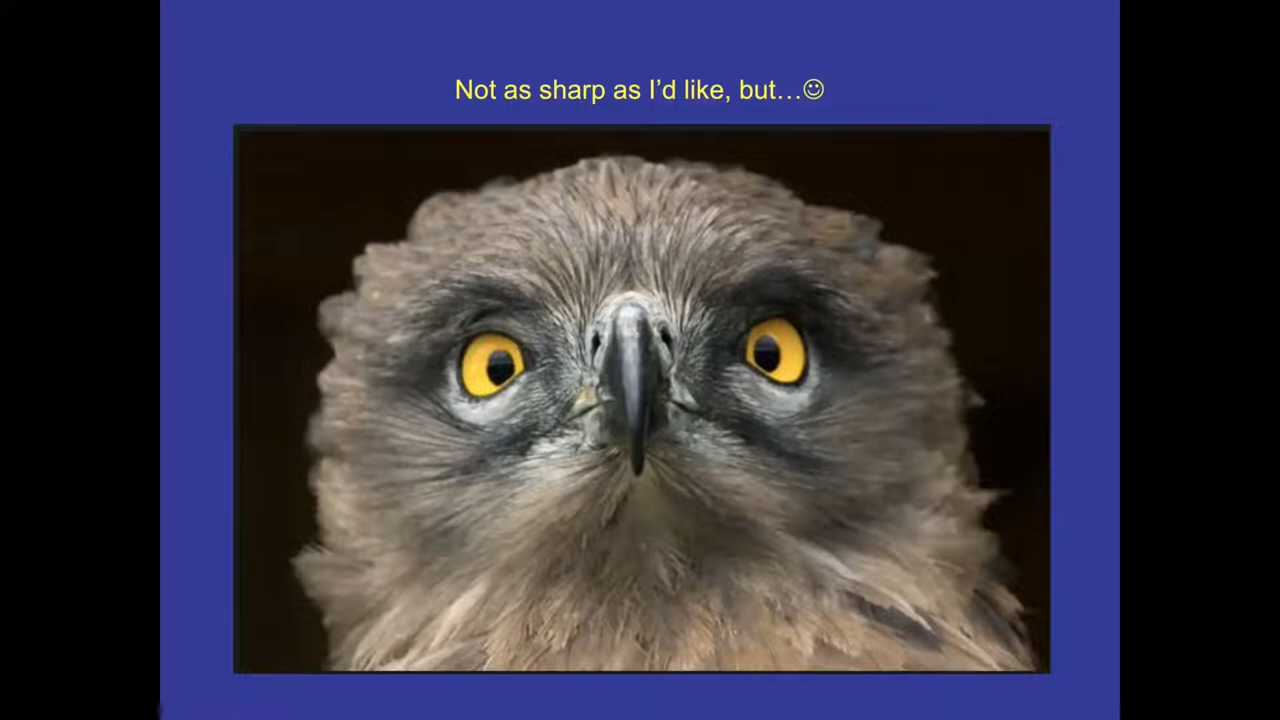 Not as sharp as I’d like, but…☺